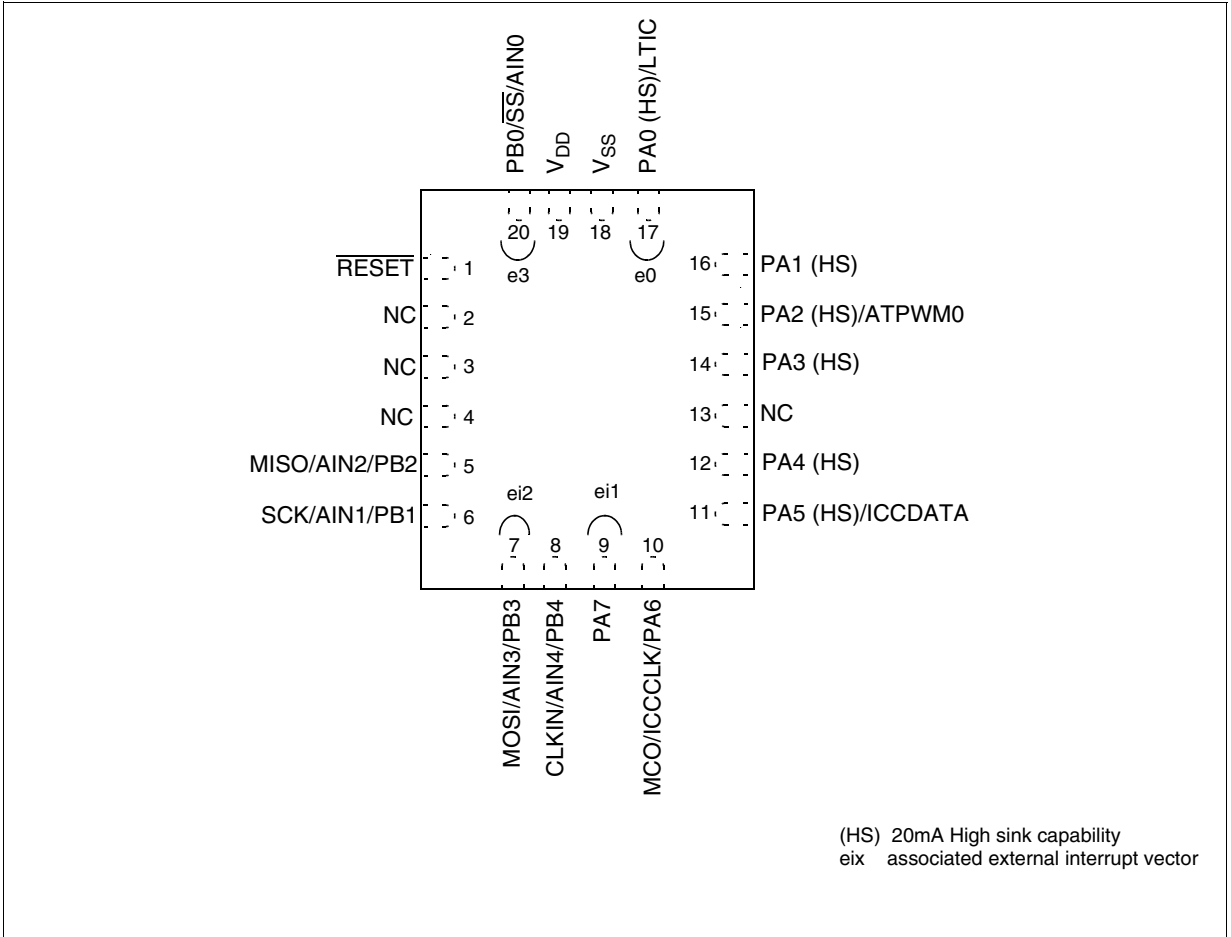 PB0/S̅S̅/AIN0
VDD
VSS
PA0 (HS)/LTIC
20
19
18
17
e3
e0
R̅E̅S̅E̅T̅
1
NC
2
NC
3
NC
4
MISO/AIN2/PB2
5
SCK/AIN1/PB1
6
16
PA1 (HS)
15
PA2 (HS)/ATPWM0
14
PA3 (HS)
13
NC
12
PA4 (HS)
11
PA5 (HS)/ICCDATA
ei2
ei1
7
8
9
10
MOSI/AIN3/PB3
CLKIN/AIN4/PB4
PA7
MCO/ICCCLK/PA6
(HS) 20mA High sink capability
eix associated external interrupt vector